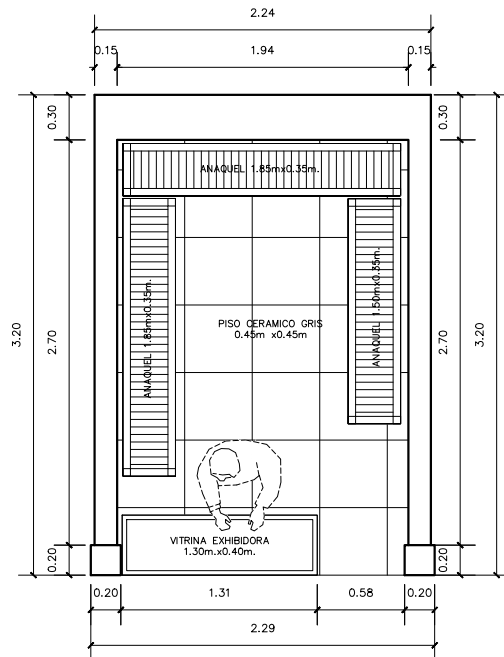 2.24
0.15
1.94
0.15
0.30
0.30
ANAQUEL 1.85mx0.35m.
ANAQUEL 1.85mx0.35m.
ANAQUEL 1.50mx0.35m.
PISO CERAMICO GRIS
0.45m x0.45m
3.20
2.70
2.70
3.20
VITRINA EXHIBIDORA
1.30m.x0.40m.
0.20
0.20
0.20
1.31
0.58
0.20
2.29